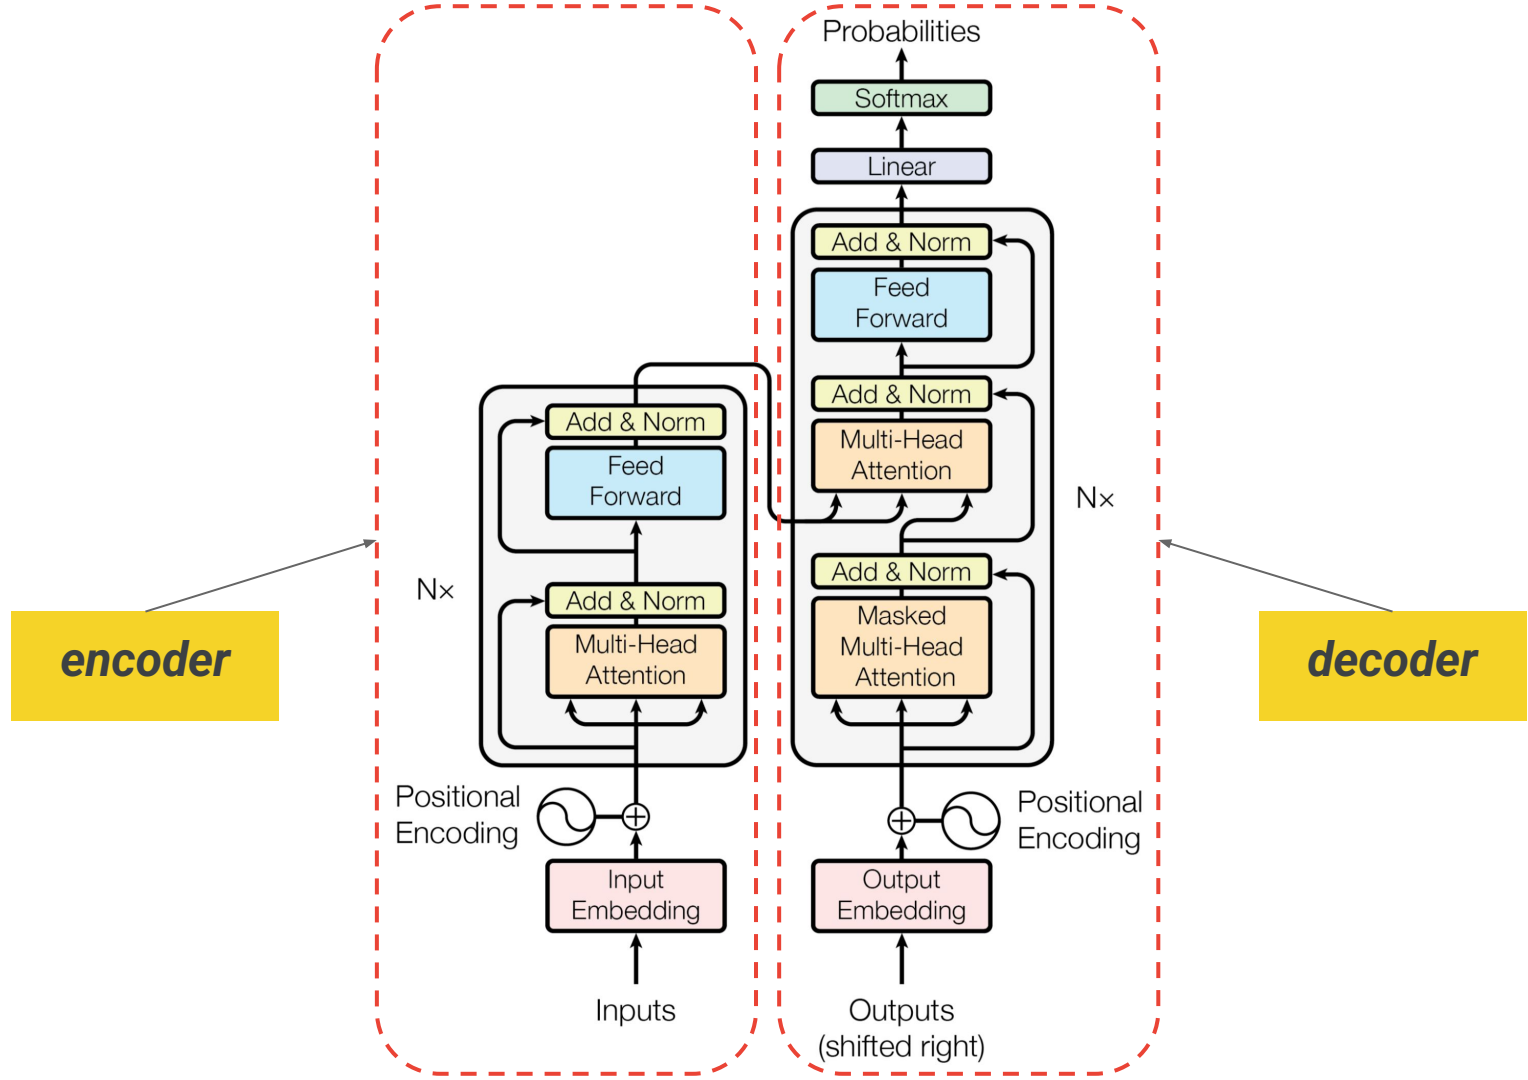 encoder
N×
Add & Norm
Feed
Forward
Add & Norm
Multi-Head
Attention
Positional
Encoding
Input
Embedding
Inputs
Probabilities
Softmax
Linear
Add & Norm
Feed
Forward
Add & Norm
Multi-Head
Attention
N×
Add & Norm
Masked
Multi-Head
Attention
Positional
Encoding
Output
Embedding
Outputs
(shifted right)
decoder